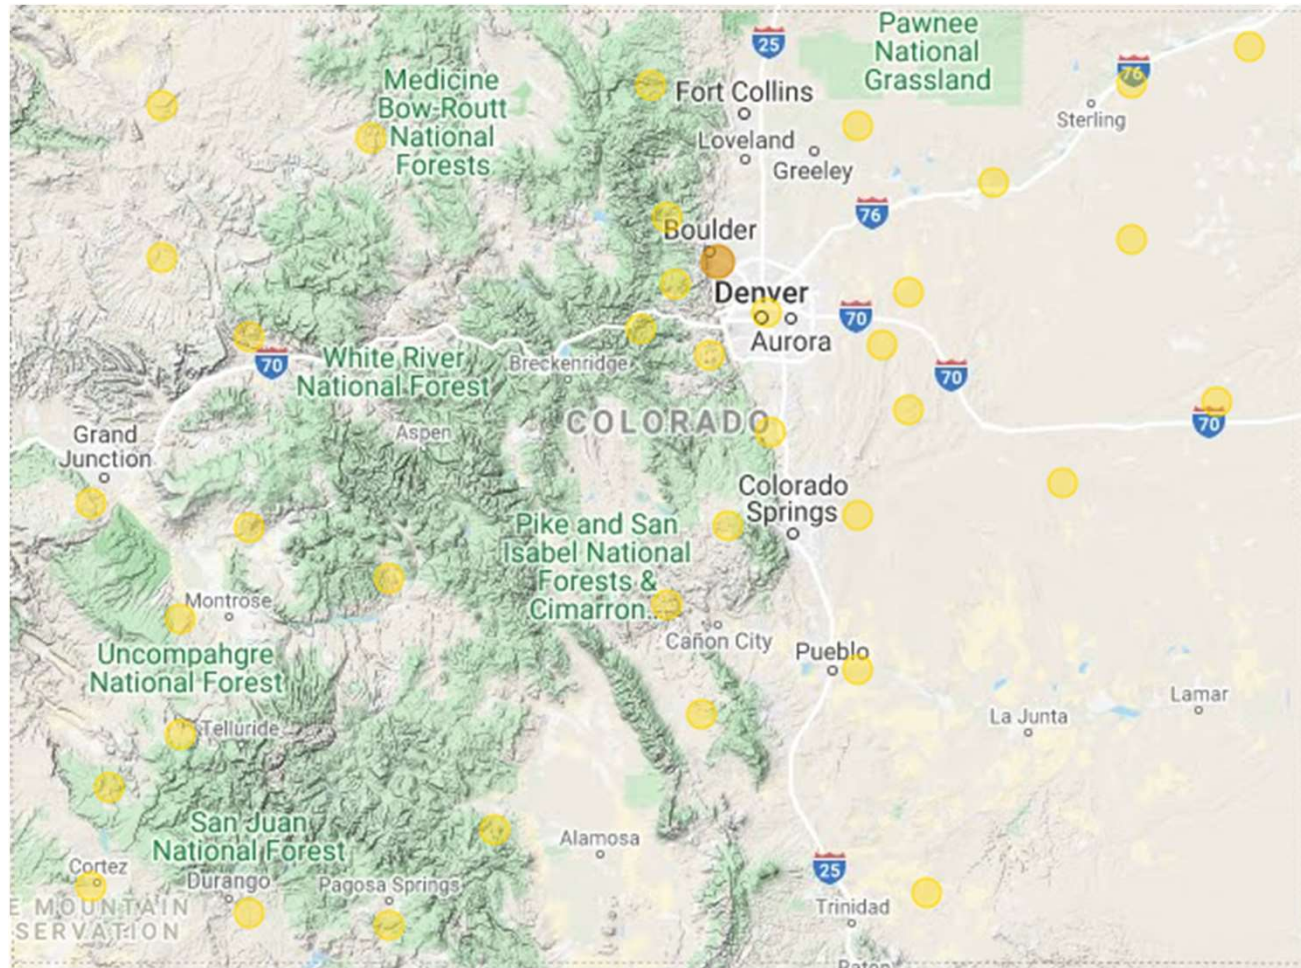 25
Pawnee
National
Grassland
Medicine
Bow-Routt
National
Forests
Fort Collins
76
Sterling
Loveland
Greeley
76
Boulder
Denver
70
Aurora
70
White River
National Forest
Breckenridge
70
COLORADO
70
Aspen
Grand
Junction
Colorado
Springs
Pike and San
Isabel National
Forests &
Cimarron...
Montrose
Cañon City
Pueblo
Uncompahgre
National Forest
Lamar
La Junta
Telluride
San Juan
National Forest
Alamosa
Cortez
Durango
Pagosa Springs
25
E MOUNTAIN
SERVATION
Trinidad
Raton